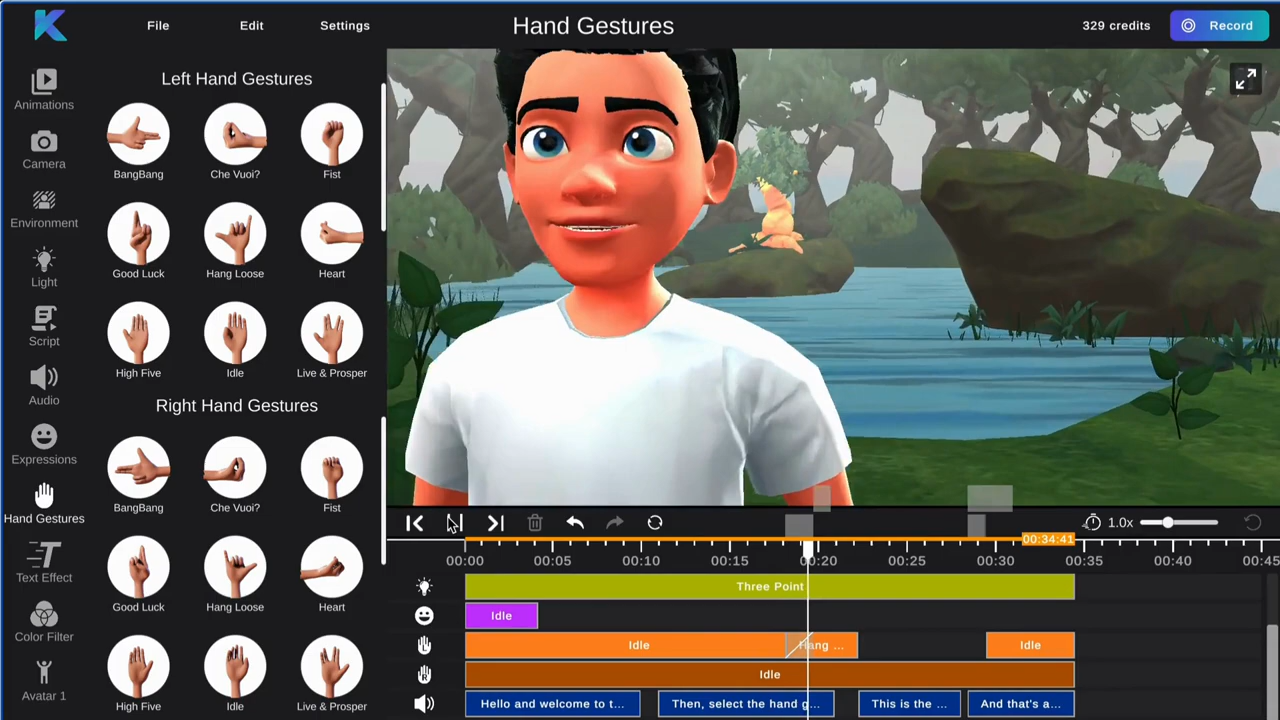 File Edit Settings Hand Gestures 329 credits Record
Animations
Camera
Environment
Light
Script
Audio
Expressions
Hand Gestures
Text Effect
Color Filter
Avatar 1
Left Hand Gestures
BangBang Che Vuoi? Fist
Good Luck Hang Loose Heart
High Five Idle Live & Prosper
Right Hand Gestures
BangBang Che Vuoi? Fist
Good Luck Hang Loose Heart
High Five Idle Live & Prosper
1.0x
00:34:41
00:00 00:05 00:10 00:15 00:20 00:25 00:30 00:35 00:40 00:45
Three Point
Idle
Idle Hang ... Idle
Idle
Hello and welcome to t... Then, select the hand g... This is the ... And that's a...